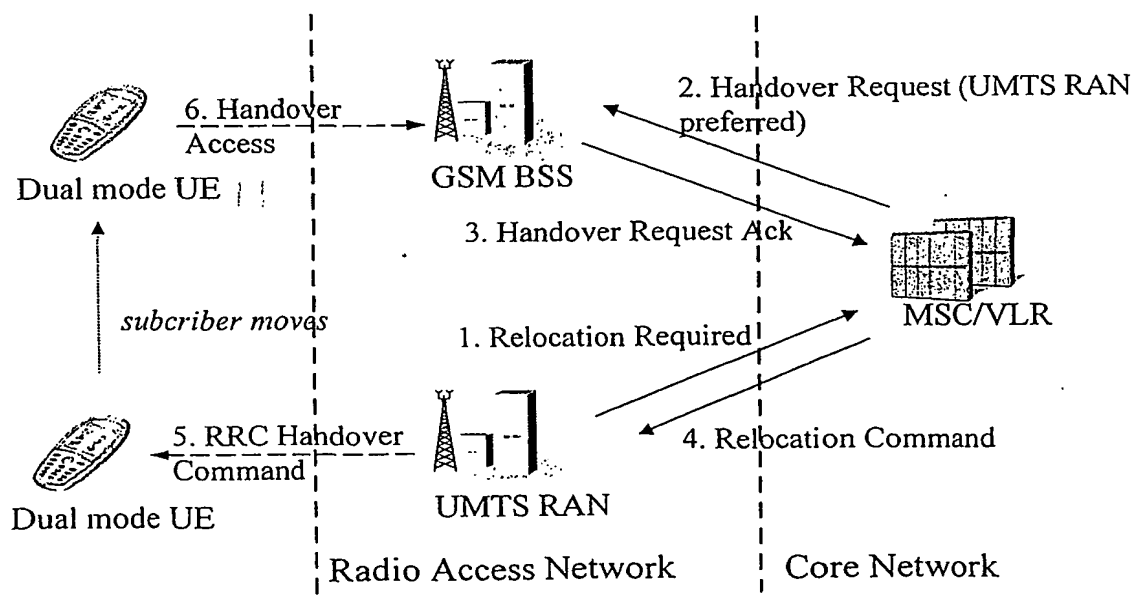 2. Handover Request (UMTS RAN
preferred)
6. Handover
Access
GSM BSS
Dual mode UE
3. Handover Request Ack
MSC/VLR
subcriber moves
1. Relocation Required
5. RRC Handover
Command
4. Relocation Command
UMTS RAN
Dual mode UE
Radio Access Network
Core Network